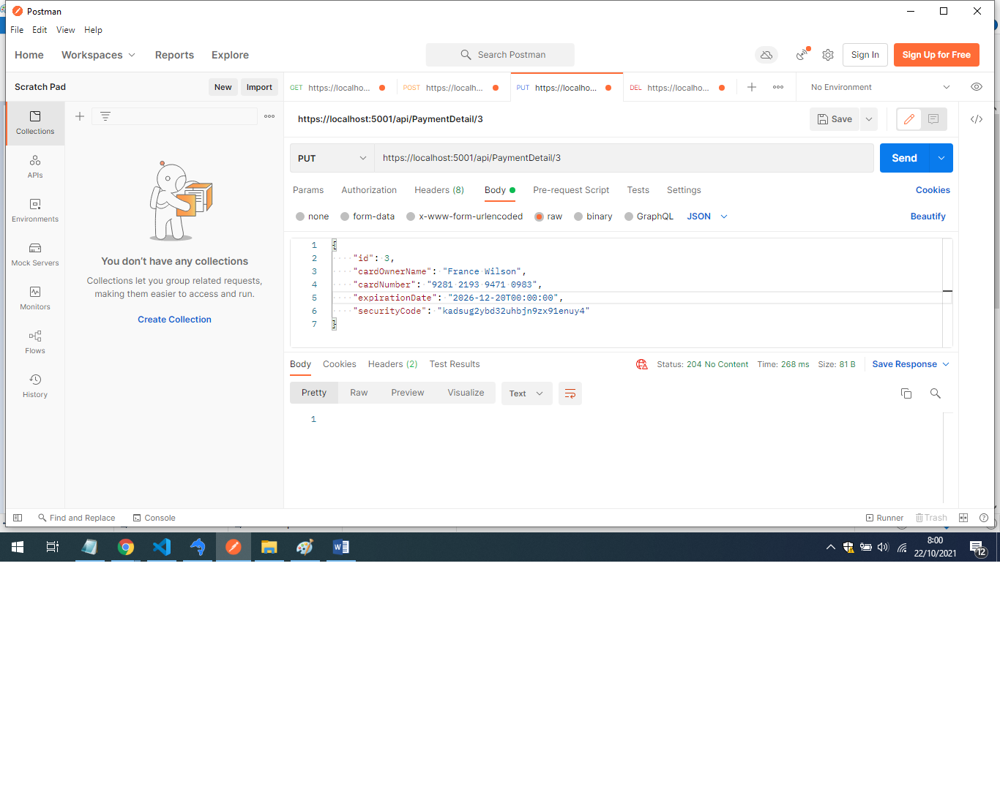 Postman
File Edit View Help
Home Workspaces Reports Explore Search Postman Sign In Sign Up for Free
Scratch Pad New Import GET https://localho... POST https://localh... PUT https://localho... DEL https://localho... No Environment
Collections
APIs
Environments
Mock Servers
Monitors
Flows
History
You don't have any collections
Collections let you group related requests,
making them easier to access and run.
Create Collection
https://localhost:5001/api/PaymentDetail/3 Save
PUT https://localhost:5001/api/PaymentDetail/3 Send
Params Authorization Headers (8) Body Pre-request Script Tests Settings Cookies
none form-data x-www-form-urlencoded raw binary GraphQL JSON Beautify
1 {
2 "id": 3,
3 "cardOwnerName": "France Wilson",
4 "cardNumber": "9281 2193 9471 0983",
5 "expirationDate": "2026-12-20T00:00:00",
6 "securityCode": "kadsug2ybd32uhbjn9zx91enuy4"
7 }
Body Cookies Headers (2) Test Results Status: 204 No Content Time: 268 ms Size: 81 B Save Response
Pretty Raw Preview Visualize Text
1
Find and Replace Console Runner Trash
8:00
22/10/2021
12